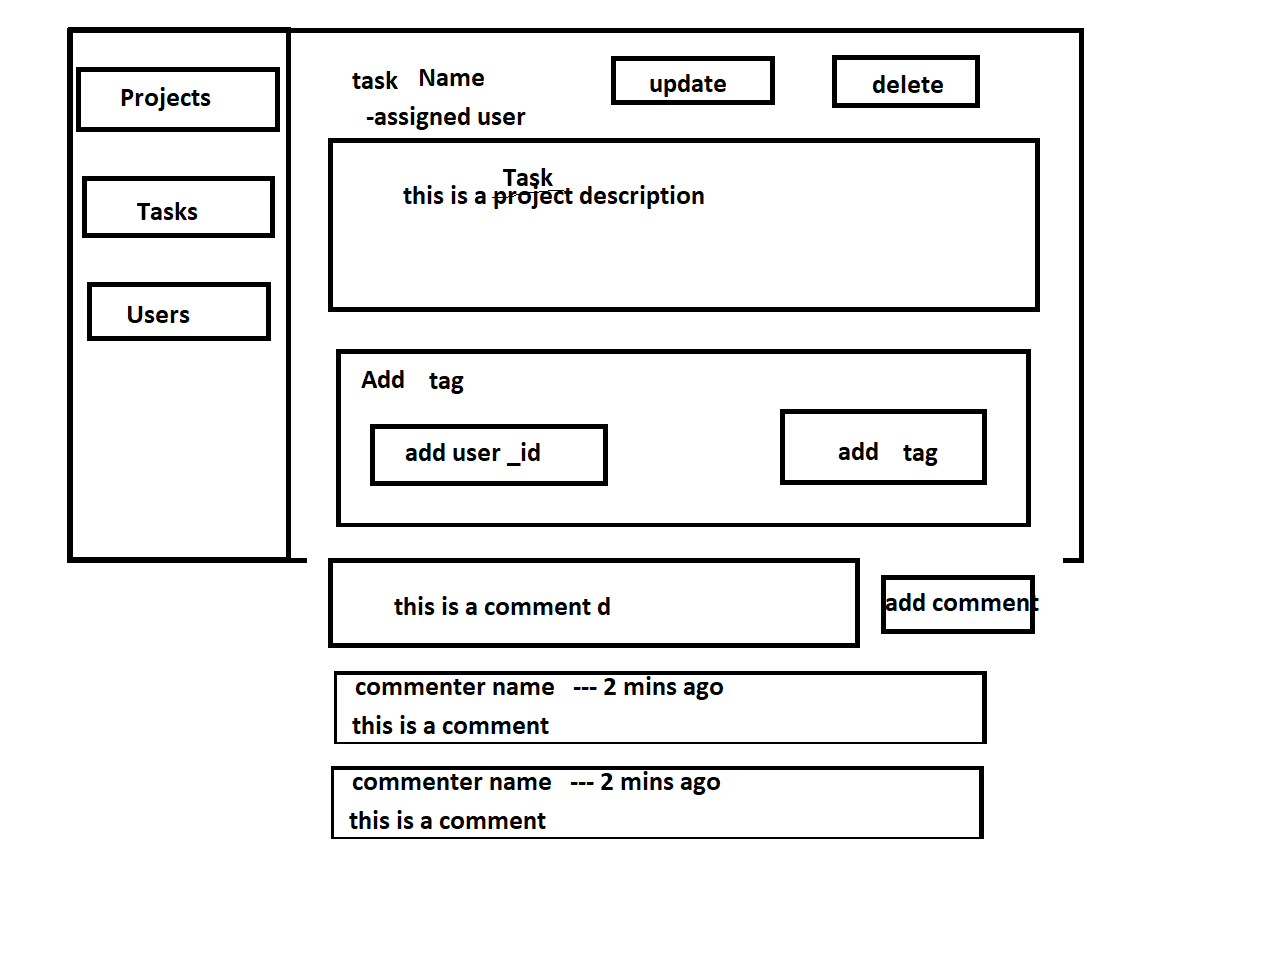 Projects
Tasks
Users
task Name
update
delete
-assigned user
Task
this is a project description
Add tag
add user _id
add tag
this is a comment d
add comment
commenter name --- 2 mins ago
this is a comment
commenter name --- 2 mins ago
this is a comment